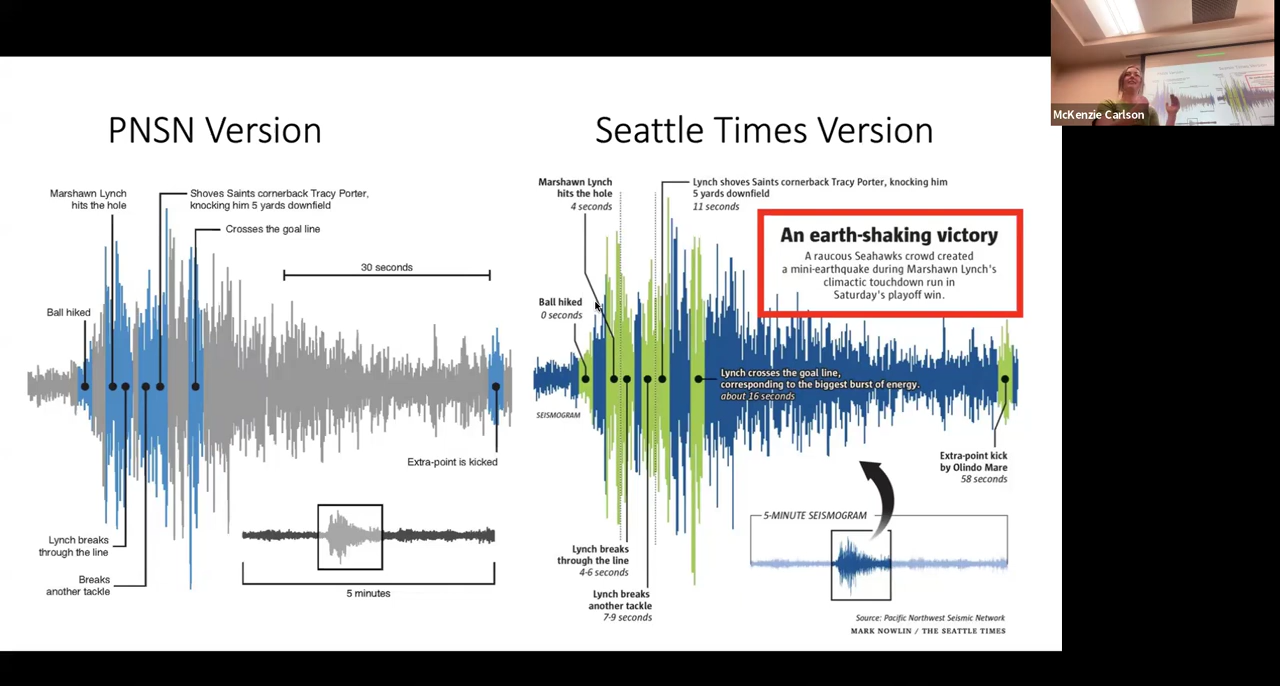 McKenzie Carlson
PNSN Version
Marshawn Lynch
hits the hole
Shoves Saints cornerback Tracy Porter,
knocking him 5 yards downfield
Crosses the goal line
30 seconds
Ball hiked
Extra-point is kicked
Lynch breaks
through the line
Breaks
another tackle
5 minutes
Seattle Times Version
Marshawn Lynch
hits the hole
4 seconds
Lynch shoves Saints cornerback Tracy Porter, knocking him
5 yards downfield
11 seconds
An earth-shaking victory
A raucous Seahawks crowd created
a mini-earthquake during Marshawn Lynch's
climactic touchdown run in
Saturday's playoff win.
Ball hiked
0 seconds
Lynch crosses the goal line,
corresponding to the biggest burst of energy.
about 16 seconds
SEISMOGRAM
Extra-point kick
by Olindo Mare
58 seconds
Lynch breaks
through the line
4-6 seconds
Lynch breaks
another tackle
7-9 seconds
5-MINUTE SEISMOGRAM
Source: Pacific Northwest Seismic Network
MARK NOWLIN / THE SEATTLE TIMES